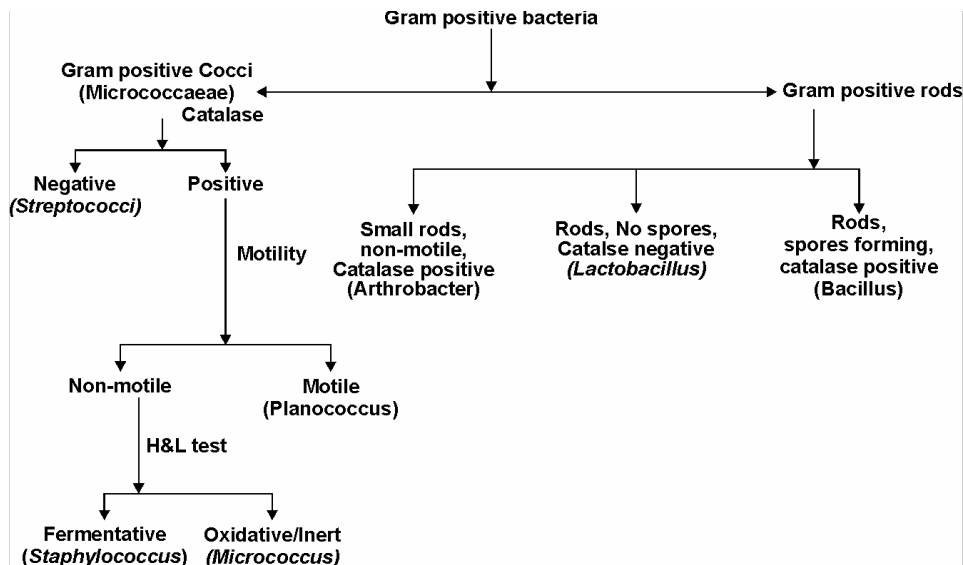 Gram positive bacteria
Gram positive Cocci
(Micrococcaeae)
Gram positive rods
Catalase
Negative
(Streptococci)
Positive
Small rods,
non-motile,
Catalase positive
(Arthrobacter)
Rods, No spores,
Catalse negative
(Lactobacillus)
Rods,
spores forming,
catalase positive
(Bacillus)
Motility
Non-motile
Motile
(Planococcus)
H&L test
Fermentative
(Staphylococcus)
Oxidative/Inert
(Micrococcus)